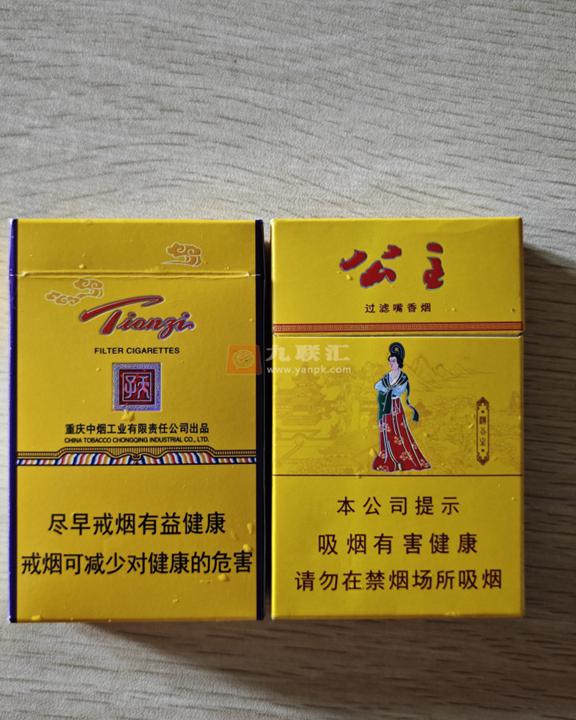 Tianzi
FILTER CIGARETTES
重庆中烟工业有限责任公司出品
CHINA TOBACCO CHONGQING INDUSTRIAL CO., LTD.
尽早戒烟有益健康
戒烟可减少对健康的危害
公主
过滤嘴香烟
本公司提示
吸烟有害健康
请勿在禁烟场所吸烟
九联汇
www.yanpk.com